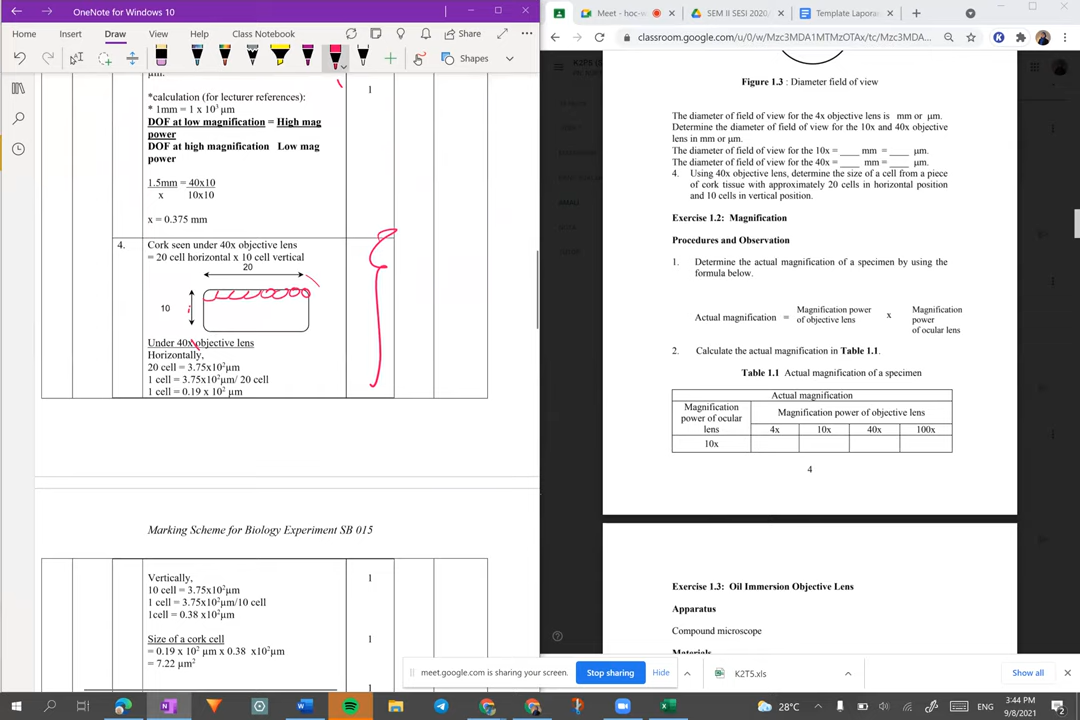 OneNote for Windows 10
Home Insert Draw View Help Class Notebook Share
Shapes
µm.
*calculation (for lecturer references):
* 1mm = 1 x 10³ µm
DOF at low magnification = High mag
power
DOF at high magnification Low mag
power
1.5mm = 40x10
x 10x10
x = 0.375 mm
1
4. Cork seen under 40x objective lens
= 20 cell horizontal x 10 cell vertical
20
10
Under 40x objective lens
Horizontally,
20 cell = 3.75x10²µm
1 cell = 3.75x10²µm/ 20 cell
1 cell = 0.19 x 10² µm
Marking Scheme for Biology Experiment SB 015
Vertically, 1
10 cell = 3.75x10²µm
1 cell = 3.75x10²µm/10 cell
1cell = 0.38 x10²µm
Size of a cork cell 1
= 0.19 x 10² µm x 0.38 x10²µm
= 7.22 µm²
1
Meet - hoc-w
SEM II SESI 2020/
Template Laporan
classroom.google.com/u/0/w/Mzc3MDA1MTMzOTAx/tc/Mzc3MDA
Figure 1.3 : Diameter field of view
The diameter of field of view for the 4x objective lens is mm or µm.
Determine the diameter of field of view for the 10x and 40x objective
lens in mm or µm.
The diameter of field of view for the 10x = ____ mm = ____ µm.
The diameter of field of view for the 40x = ____ mm = ____ µm.
4. Using 40x objective lens, determine the size of a cell from a piece
of cork tissue with approximately 20 cells in horizontal position
and 10 cells in vertical position.
Exercise 1.2: Magnification
Procedures and Observation
1. Determine the actual magnification of a specimen by using the
formula below.
Actual magnification = Magnification power of objective lens x Magnification power of ocular lens
2. Calculate the actual magnification in Table 1.1.
Table 1.1 Actual magnification of a specimen
Actual magnification
Magnification power of ocular lens
Magnification power of objective lens
4x 10x 40x 100x
10x
4
Exercise 1.3: Oil Immersion Objective Lens
Apparatus
Compound microscope
Materials
meet.google.com is sharing your screen. Stop sharing Hide
K2T5.xls
Show all
28°C ENG 3:44 PM
9/8/2021
2